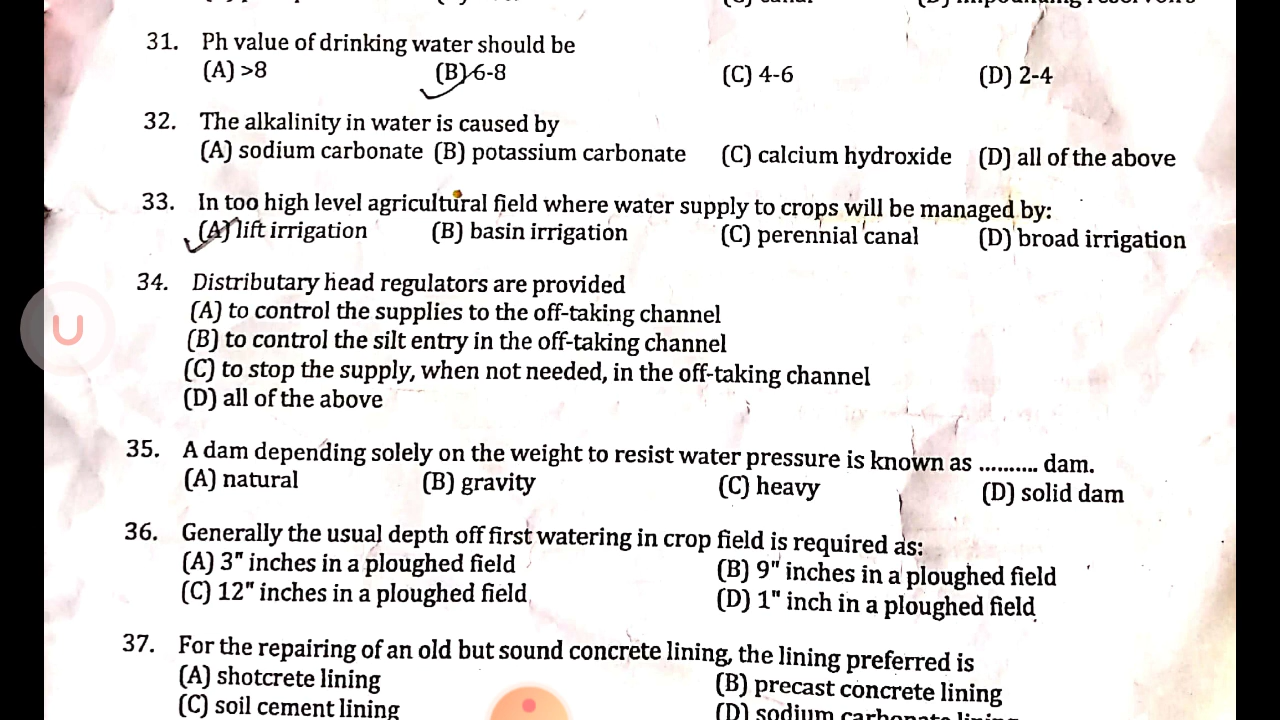 31. Ph value of drinking water should be
(A) >8 (B) 6-8 (C) 4-6 (D) 2-4
32. The alkalinity in water is caused by
(A) sodium carbonate (B) potassium carbonate (C) calcium hydroxide (D) all of the above
33. In too high level agricultural field where water supply to crops will be managed by:
(A) lift irrigation (B) basin irrigation (C) perennial canal (D) broad irrigation
34. Distributary head regulators are provided
(A) to control the supplies to the off-taking channel
(B) to control the silt entry in the off-taking channel
(C) to stop the supply, when not needed, in the off-taking channel
(D) all of the above
35. A dam depending solely on the weight to resist water pressure is known as .......... dam.
(A) natural (B) gravity (C) heavy (D) solid dam
36. Generally the usual depth off first watering in crop field is required as:
(A) 3" inches in a ploughed field (B) 9" inches in a ploughed field
(C) 12" inches in a ploughed field (D) 1" inch in a ploughed field
37. For the repairing of an old but sound concrete lining, the lining preferred is
(A) shotcrete lining (B) precast concrete lining
(C) soil cement lining (D) sodium carbonate lining